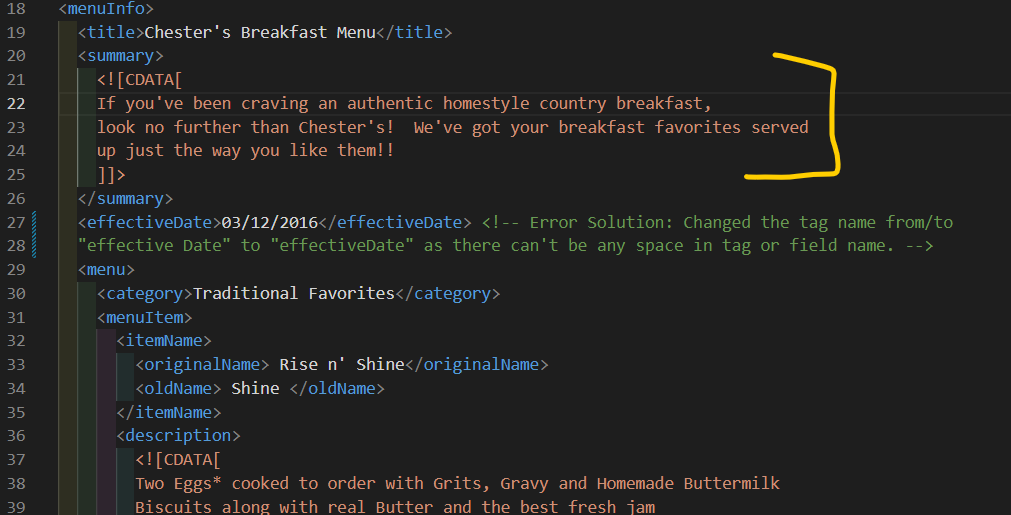 18 <menuInfo>
19 <title>Chester's Breakfast Menu</title>
20 <summary>
21 <![CDATA[
22 If you've been craving an authentic homestyle country breakfast,
23 look no further than Chester's!  We've got your breakfast favorites served
24 up just the way you like them!!
25 ]]>
26 </summary>
27 <effectiveDate>03/12/2016</effectiveDate> <!-- Error Solution: Changed the tag name from/to
28 "effective Date" to "effectiveDate" as there can't be any space in tag or field name. -->
29 <menu>
30 <category>Traditional Favorites</category>
31 <menuItem>
32 <itemName>
33 <originalName> Rise n' Shine</originalName>
34 <oldName> Shine </oldName>
35 </itemName>
36 <description>
37 <![CDATA[
38 Two Eggs* cooked to order with Grits, Gravy and Homemade Buttermilk
39 Biscuits along with real Butter and the best fresh jam